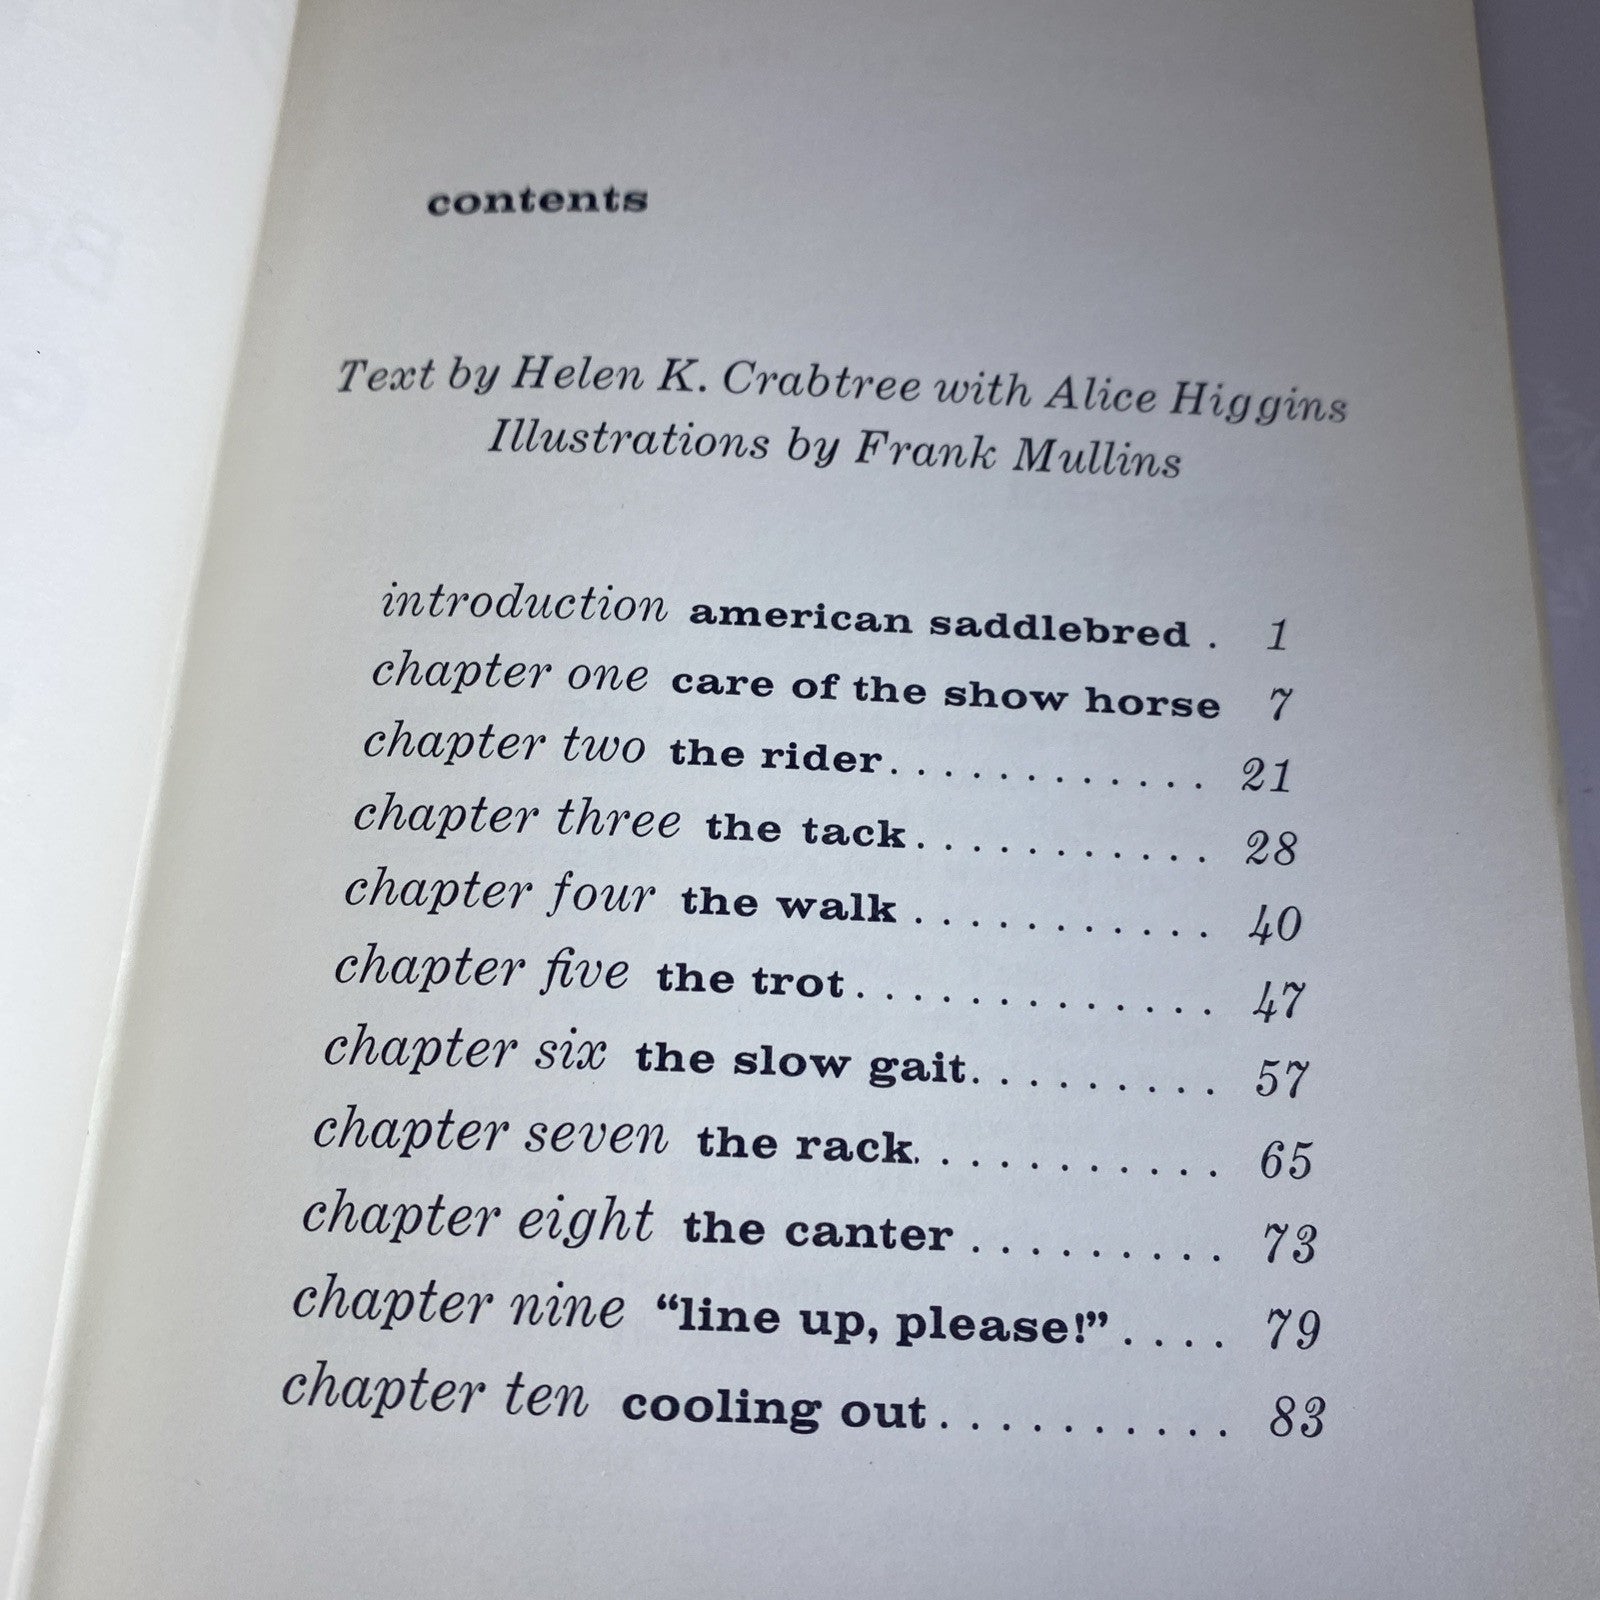 contents
Text by Helen K. Crabtree with Alice Higgins
Illustrations by Frank Mullins
introduction american saddlebred . 1
chapter one care of the show horse 7
chapter two the rider. . . . . . . . . . . . 21
chapter three the tack. . . . . . . . . . . 28
chapter four the walk . . . . . . . . . . . 40
chapter five the trot. . . . . . . . . . . . . 47
chapter six the slow gait. . . . . . . . . 57
chapter seven the rack. . . . . . . . . . . 65
chapter eight the canter . . . . . . . . . 73
chapter nine “line up, please!” . . . . 79
chapter ten cooling out. . . . . . . . . . 83